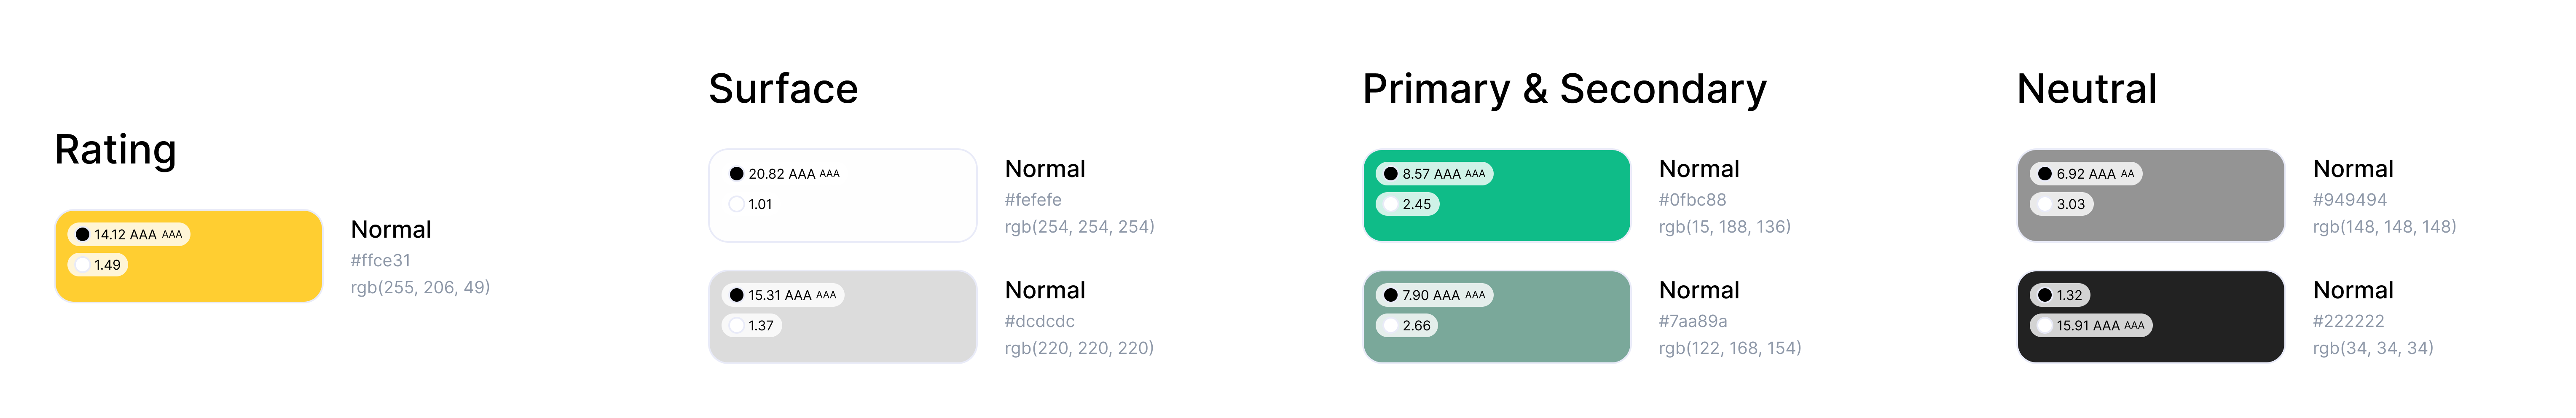 Rating
14.12 AAA AAA
1.49
Normal
#ffce31
rgb(255, 206, 49)
Surface
20.82 AAA AAA
1.01
Normal
#fefefe
rgb(254, 254, 254)
15.31 AAA AAA
1.37
Normal
#dcdcdc
rgb(220, 220, 220)
Primary & Secondary
8.57 AAA AAA
2.45
Normal
#0fbc88
rgb(15, 188, 136)
7.90 AAA AAA
2.66
Normal
#7aa89a
rgb(122, 168, 154)
Neutral
6.92 AAA AA
3.03
Normal
#949494
rgb(148, 148, 148)
1.32
15.91 AAA AAA
Normal
#222222
rgb(34, 34, 34)